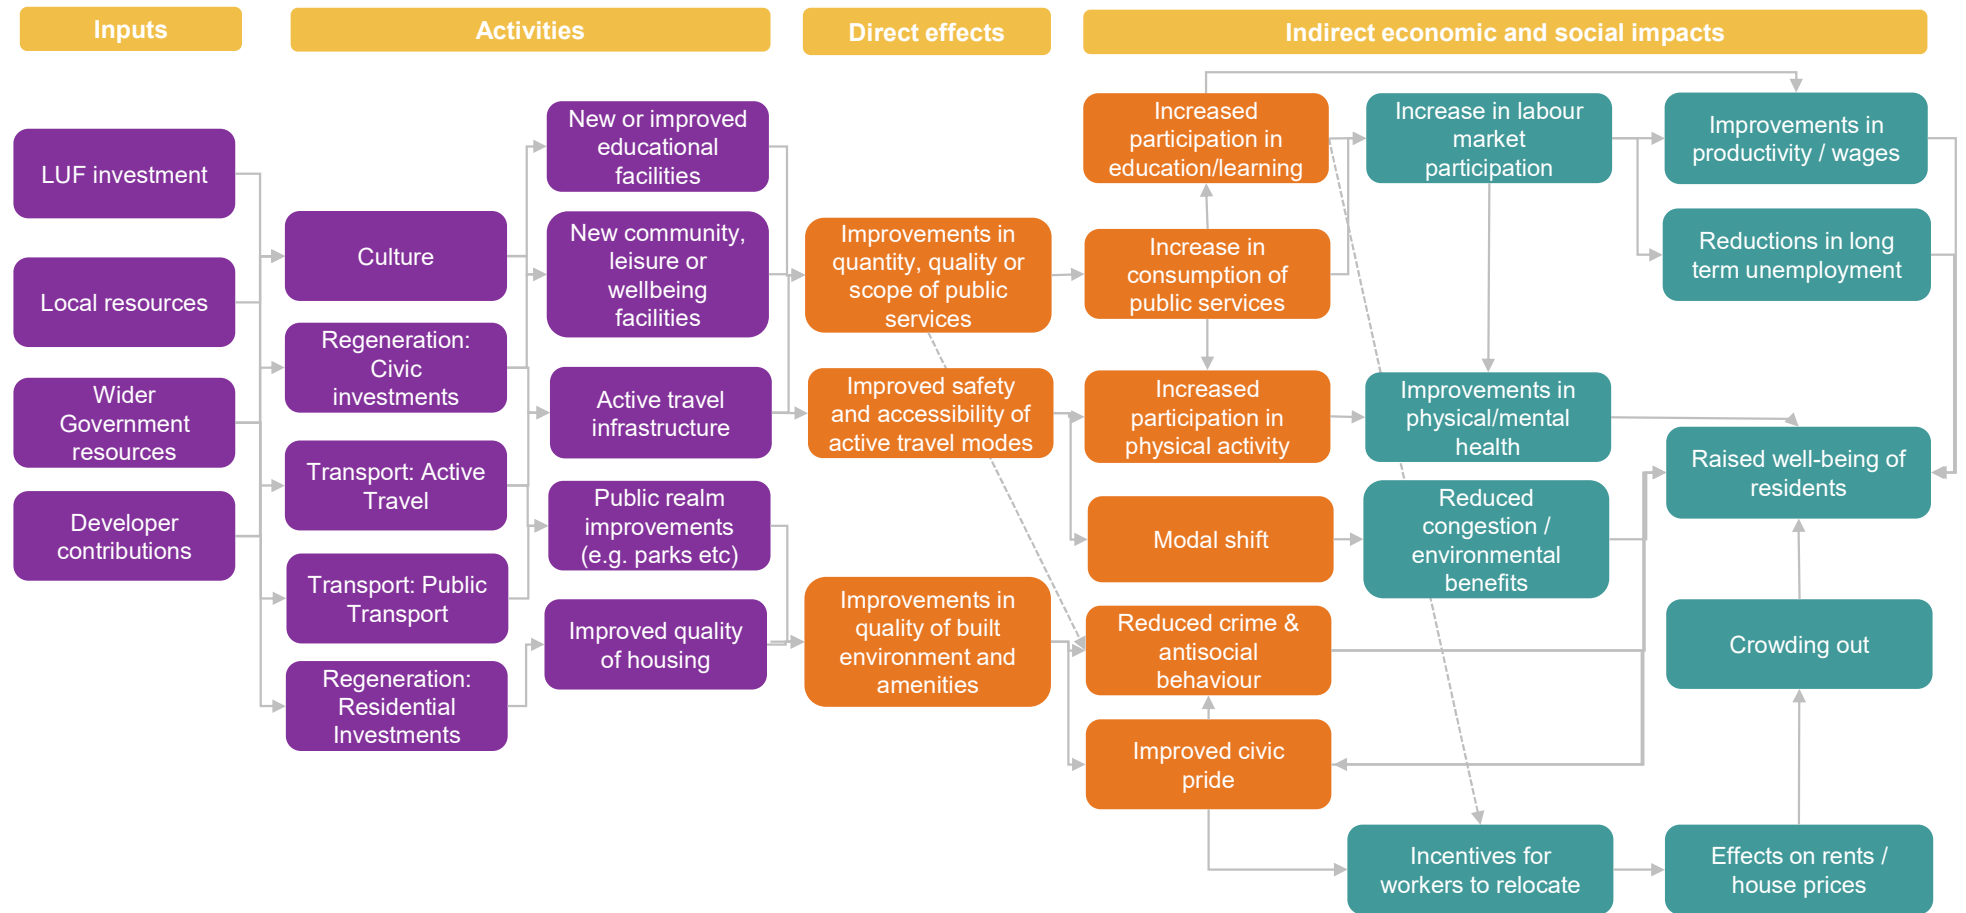 Inputs
Activities
Direct effects
Indirect economic and social impacts
LUF investment
Local resources
Wider
Government
resources
Developer
contributions
Culture
Regeneration:
Civic
investments
Transport: Active
Travel
Transport: Public
Transport
Regeneration:
Residential
Investments
New or improved
educational
facilities
New community,
leisure or
wellbeing
facilities
Active travel
infrastructure
Public realm
improvements
(e.g. parks etc)
Improved quality
of housing
Improvements in
quantity, quality or
scope of public
services
Improved safety
and accessibility of
active travel modes
Improvements in
quality of built
environment and
amenities
Increased
participation in
education/learning
Increase in
consumption of
public services
Increased
participation in
physical activity
Modal shift
Reduced crime &
antisocial
behaviour
Improved civic
pride
Increase in labour
market
participation
Improvements in
physical/mental
health
Reduced
congestion /
environmental
benefits
Incentives for
workers to relocate
Improvements in
productivity / wages
Reductions in long
term unemployment
Raised well-being of
residents
Crowding out
Effects on rents /
house prices